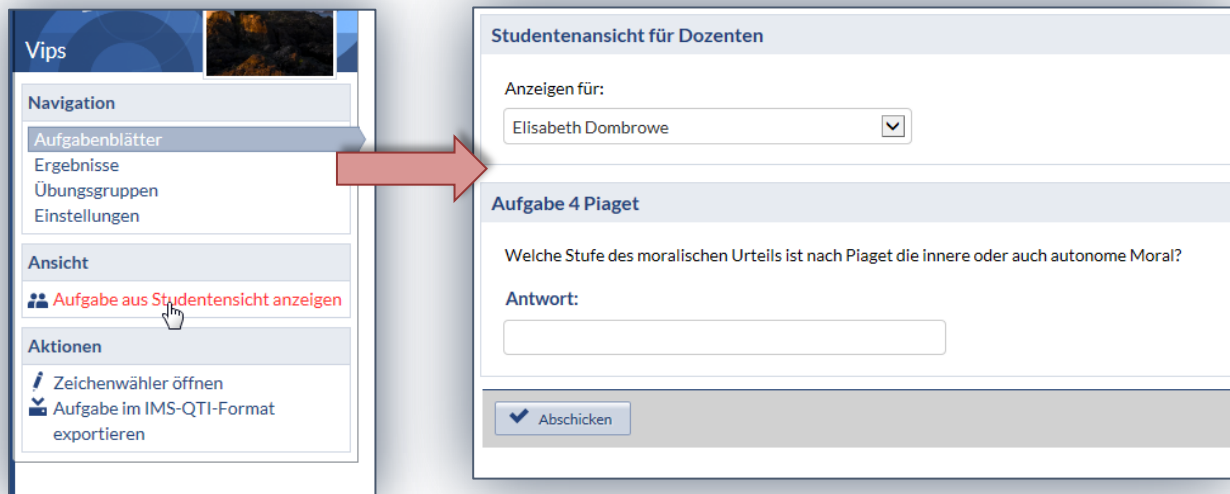 Vips
Navigation
Aufgabenblätter
Ergebnisse
Übungsgruppen
Einstellungen
Ansicht
Aufgabe aus Studentensicht anzeigen
Aktionen
Zeichenwähler öffnen
Aufgabe im IMS-QTI-Format
exportieren
Studentenansicht für Dozenten
Anzeigen für:
Elisabeth Dombrowe
Aufgabe 4 Piaget
Welche Stufe des moralischen Urteils ist nach Piaget die innere oder auch autonome Moral?
Antwort:
Abschicken